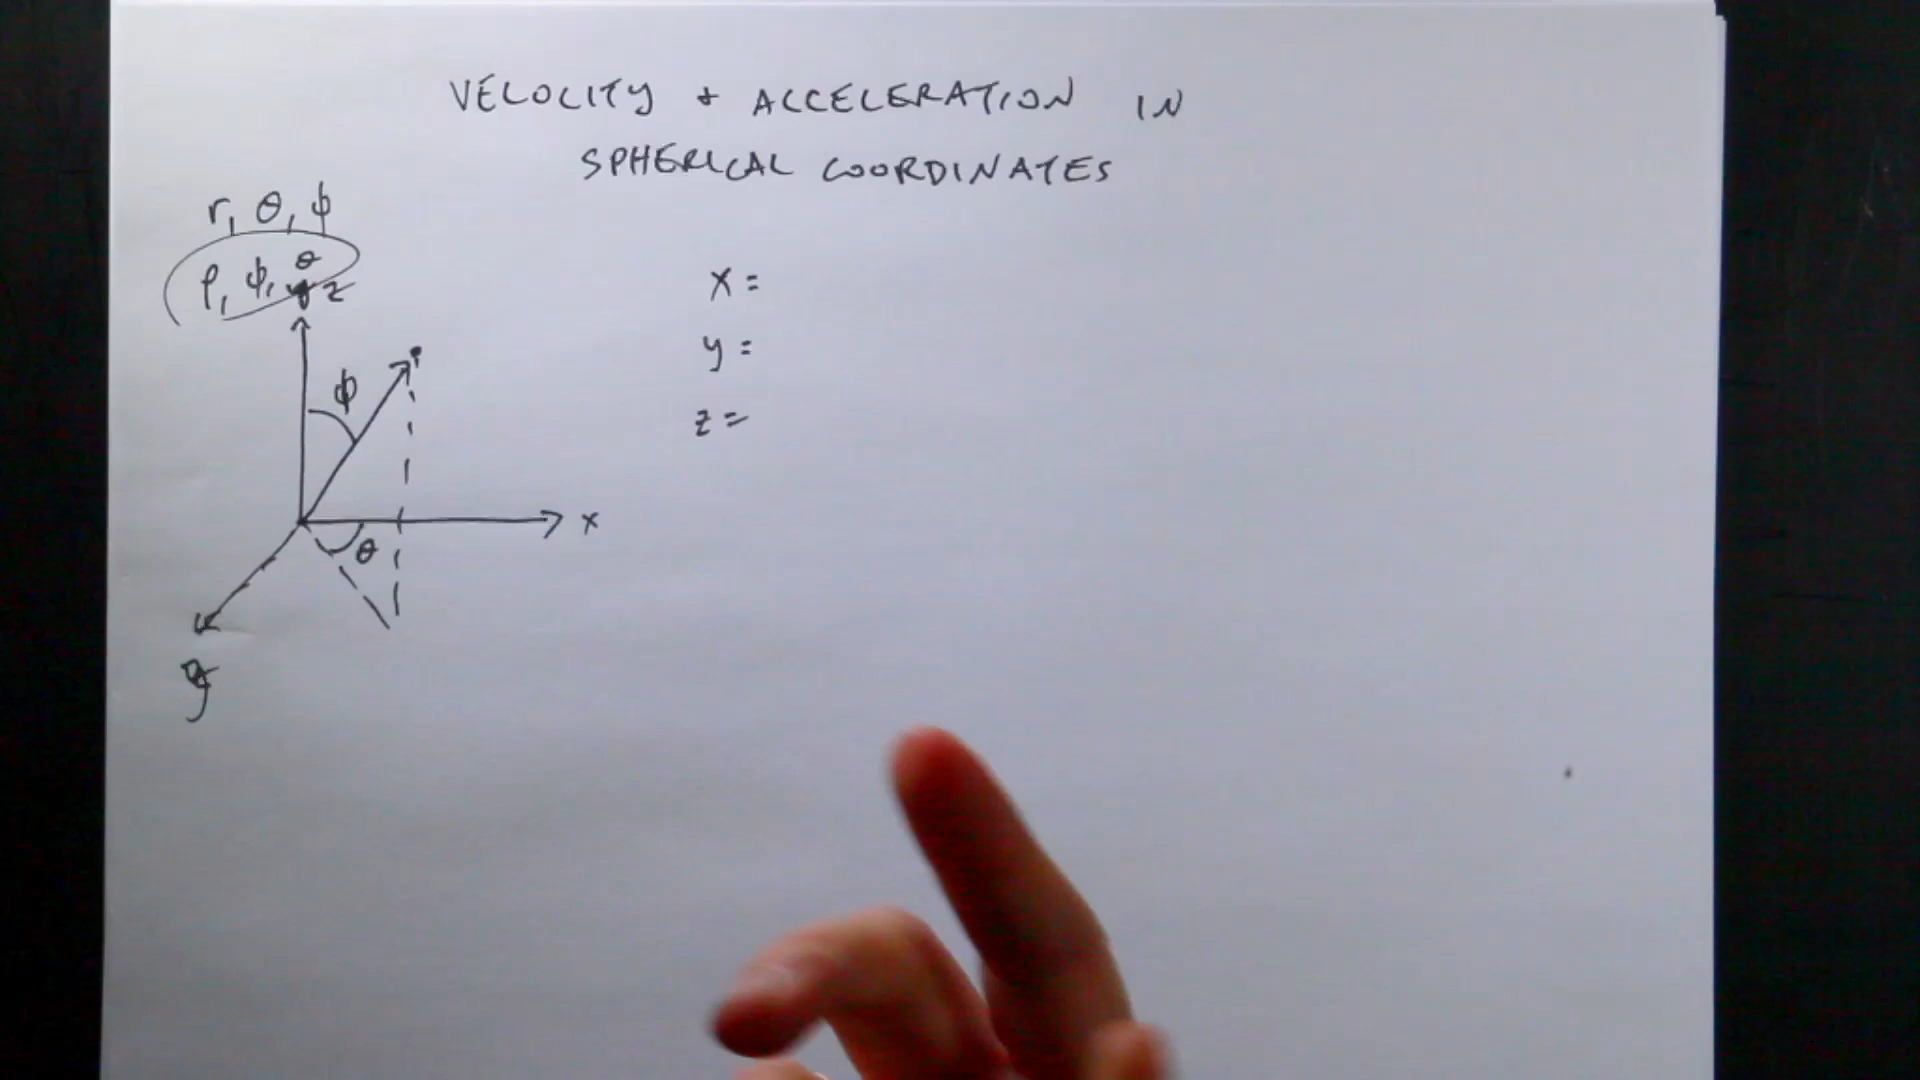 VELOCITY + ACCELERATION IN
SPHERICAL COORDINATES
r, θ, ϕ
ρ, ϕ, θ
z
x =
y =
z =
ϕ
x
θ
y